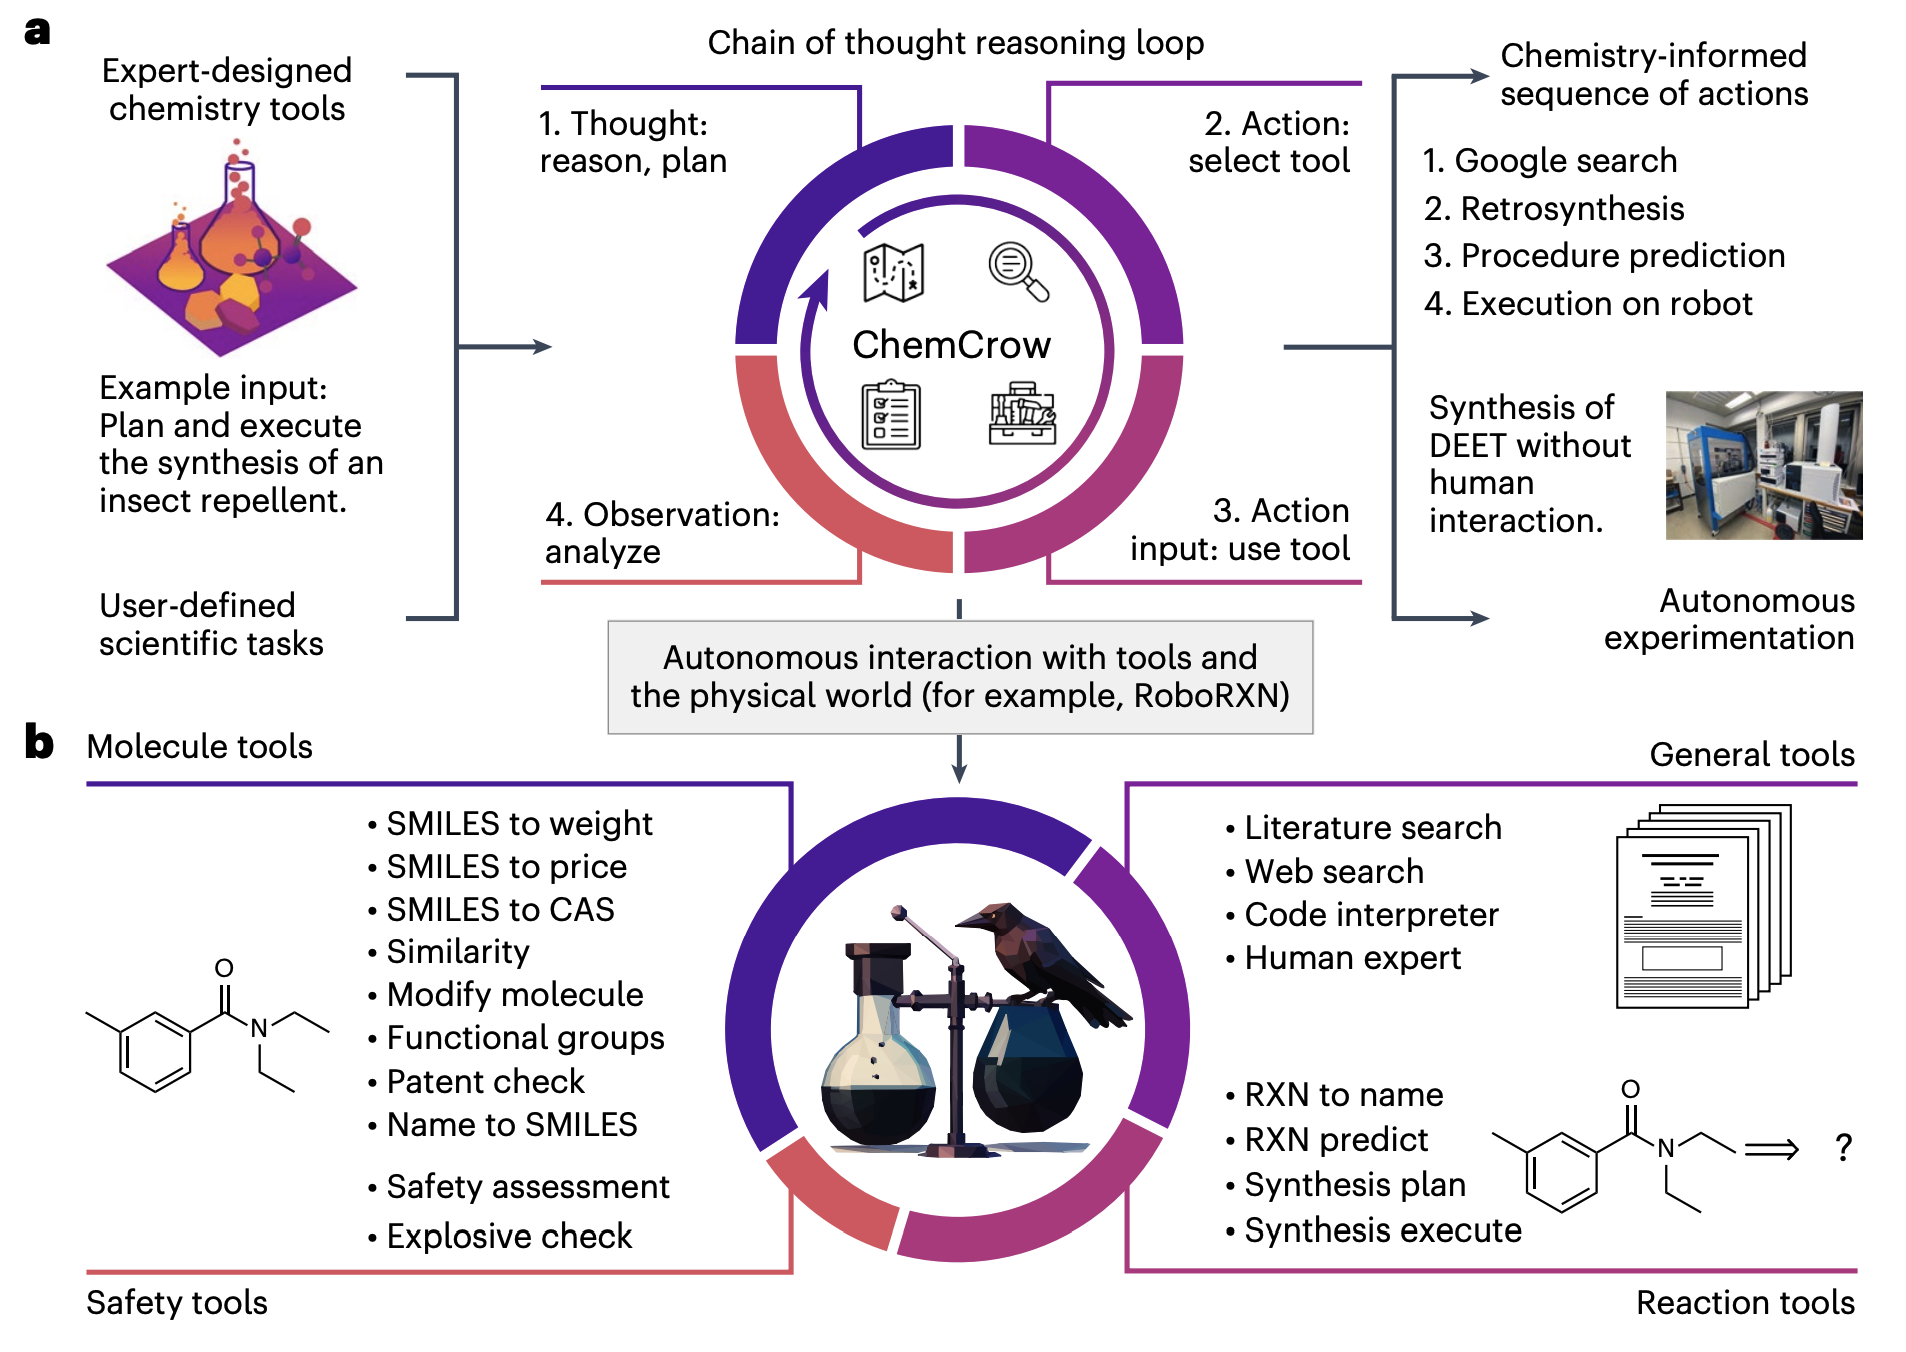 a
Expert-designed
chemistry tools
Example input:
Plan and execute
the synthesis of an
insect repellent.
User-defined
scientific tasks
Chain of thought reasoning loop
1. Thought:
reason, plan
2. Action:
select tool
ChemCrow
4. Observation:
analyze
3. Action
input: use tool
Chemistry-informed
sequence of actions
1. Google search
2. Retrosynthesis
3. Procedure prediction
4. Execution on robot
Synthesis of
DEET without
human
interaction.
Autonomous
experimentation
Autonomous interaction with tools and
the physical world (for example, RoboRXN)
b
Molecule tools
• SMILES to weight
• SMILES to price
• SMILES to CAS
• Similarity
• Modify molecule
• Functional groups
• Patent check
• Name to SMILES
O
N
• Safety assessment
• Explosive check
Safety tools
General tools
• Literature search
• Web search
• Code interpreter
• Human expert
• RXN to name
• RXN predict
• Synthesis plan
• Synthesis execute
O
N
?
Reaction tools